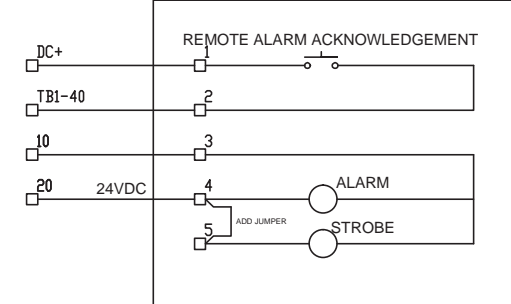 REMOTE ALARM ACKNOWLEDGEMENT
DC+ 1
TB1-40 2
10 3
20 24VDC 4 ALARM
ADD JUMPER
5 STROBE